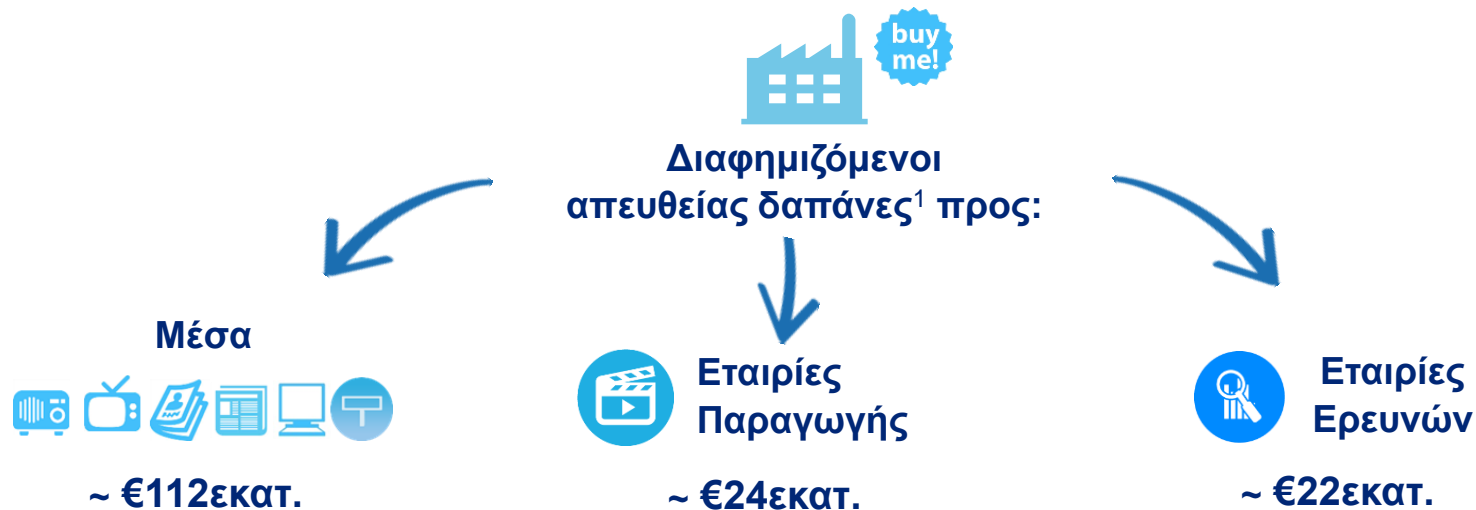 buy
me!
Διαφημιζόμενοι
απευθείας δαπάνες¹ προς:
Μέσα
~ €112εκατ.
Εταιρίες
Παραγωγής
~ €24εκατ.
Εταιρίες
Ερευνών
~ €22εκατ.